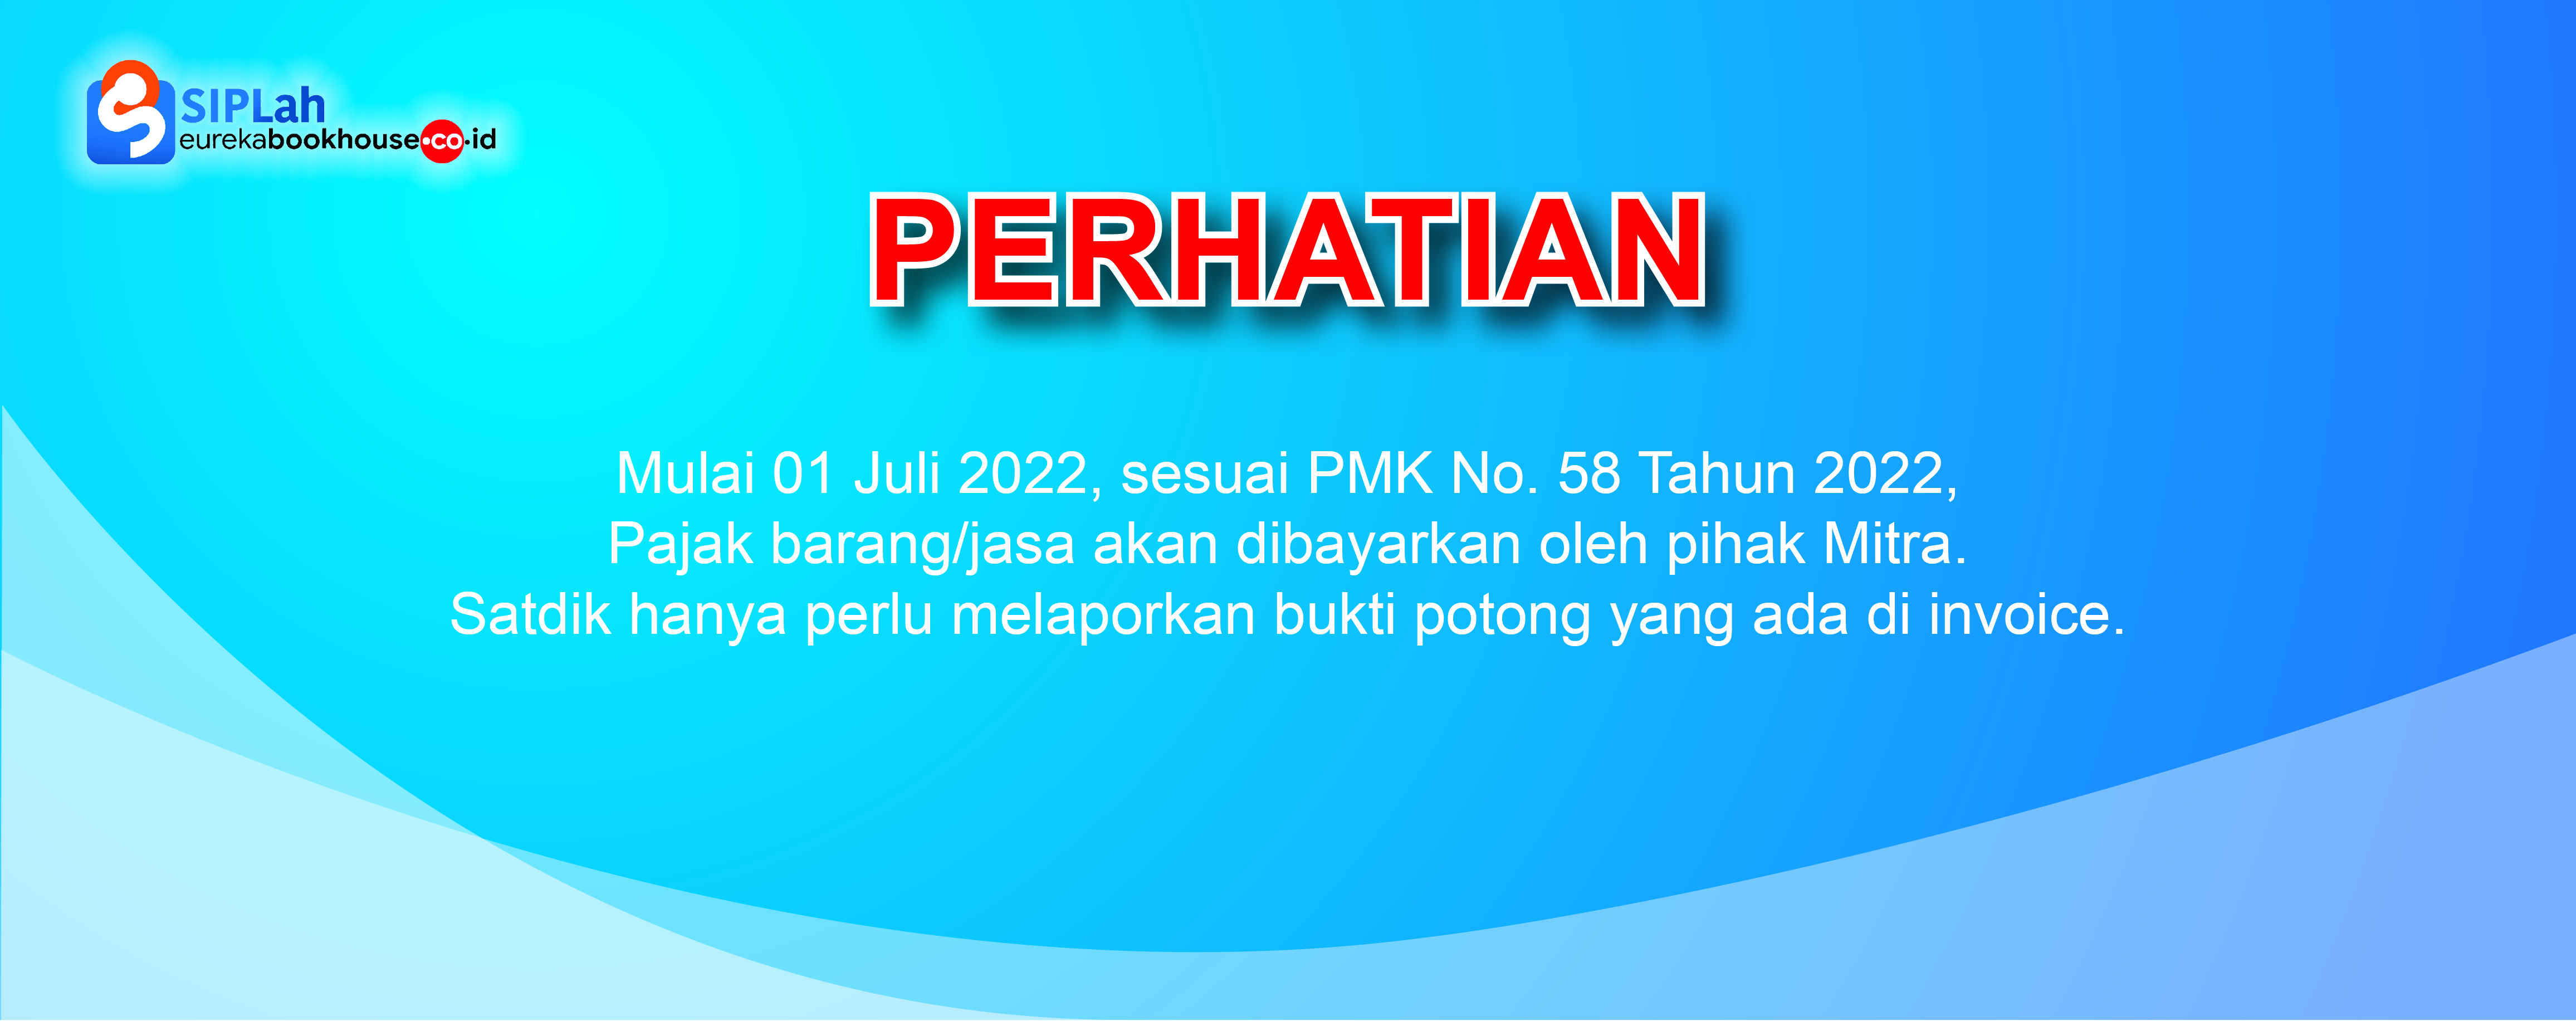 SIPLah
eurekabookhouse.co.id
PERHATIAN
Mulai 01 Juli 2022, sesuai PMK No. 58 Tahun 2022,
Pajak barang/jasa akan dibayarkan oleh pihak Mitra.
Satdik hanya perlu melaporkan bukti potong yang ada di invoice.